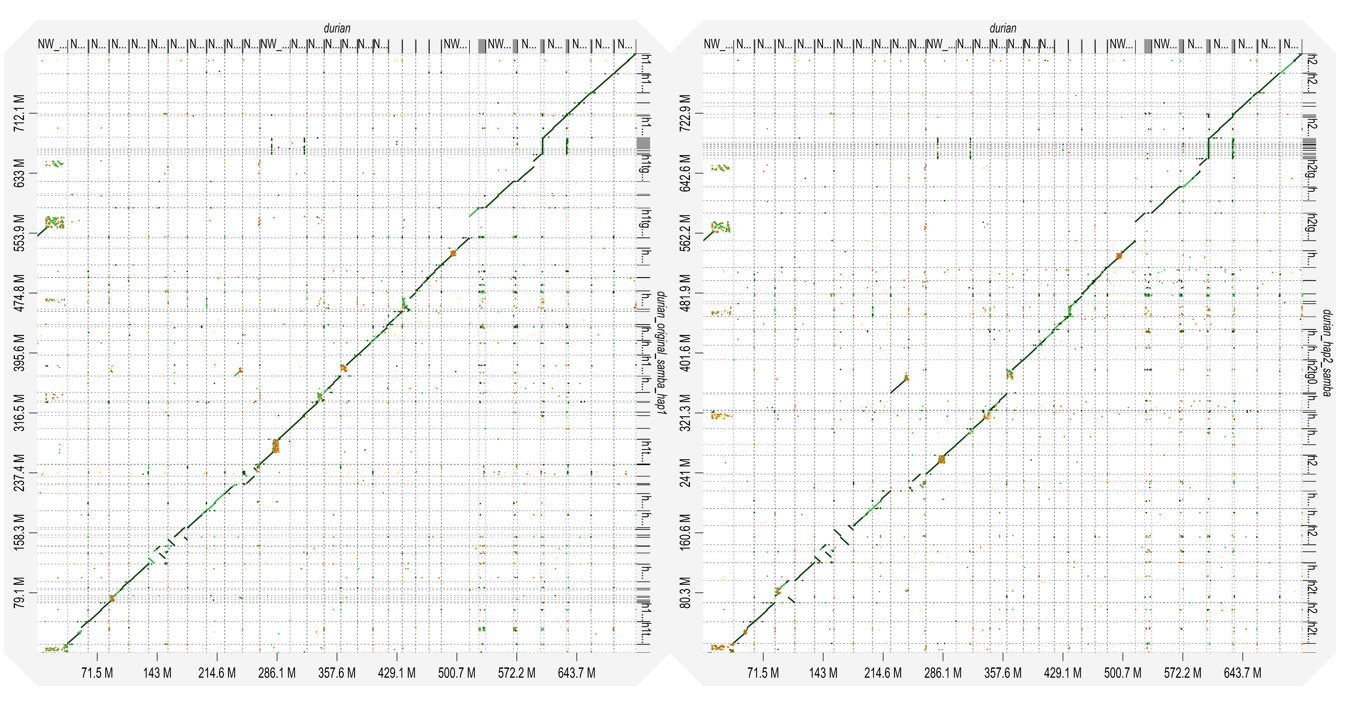 durian
NW_... N... N... N... N... N... N... N... N... N... N... NW_... N... N... N... N... N... N... NW... NW... N... N... N... N... N...
712.1 M
633 M
553.9 M
474.8 M
395.6 M
316.5 M
237.4 M
158.3 M
79.1 M
71.5 M 143 M 214.6 M 286.1 M 357.6 M 429.1 M 500.7 M 572.2 M 643.7 M
durian_original_samba_hap1
durian
NW_... N... N... N... N... N... N... N... N... N... N... NW_... N... N... N... N... N... N... NW... NW... N... N... N... N... N...
722.9 M
642.6 M
562.2 M
481.9 M
401.6 M
321.3 M
241 M
160.6 M
80.3 M
71.5 M 143 M 214.6 M 286.1 M 357.6 M 429.1 M 500.7 M 572.2 M 643.7 M
durian_hap2_samba